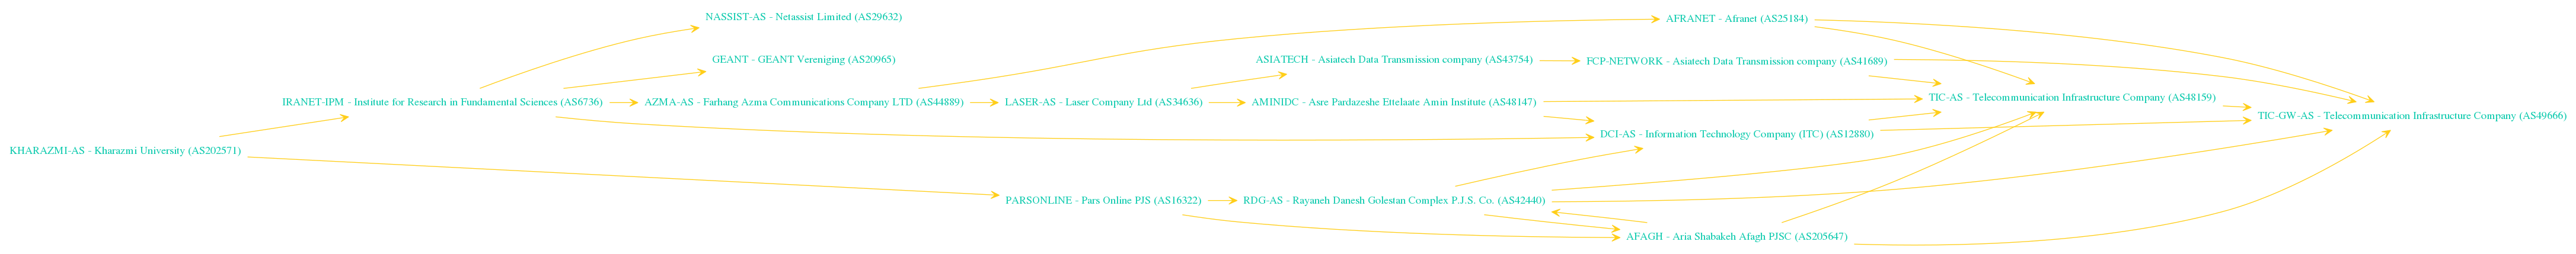 NASSIST-AS - Netassist Limited (AS29632)
AFRANET - Afranet (AS25184)
GEANT - GEANT Vereniging (AS20965)
ASIATECH - Asiatech Data Transmission company (AS43754)
FCP-NETWORK - Asiatech Data Transmission company (AS41689)
IRANET-IPM - Institute for Research in Fundamental Sciences (AS6736)
AZMA-AS - Farhang Azma Communications Company LTD (AS44889)
LASER-AS - Laser Company Ltd (AS34636)
AMINIDC - Asre Pardazeshe Ettelaate Amin Institute (AS48147)
TIC-AS - Telecommunication Infrastructure Company (AS48159)
TIC-GW-AS - Telecommunication Infrastructure Company (AS49666)
DCI-AS - Information Technology Company (ITC) (AS12880)
KHARAZMI-AS - Kharazmi University (AS202571)
PARSONLINE - Pars Online PJS (AS16322)
RDG-AS - Rayaneh Danesh Golestan Complex P.J.S. Co. (AS42440)
AFAGH - Aria Shabakeh Afagh PJSC (AS205647)